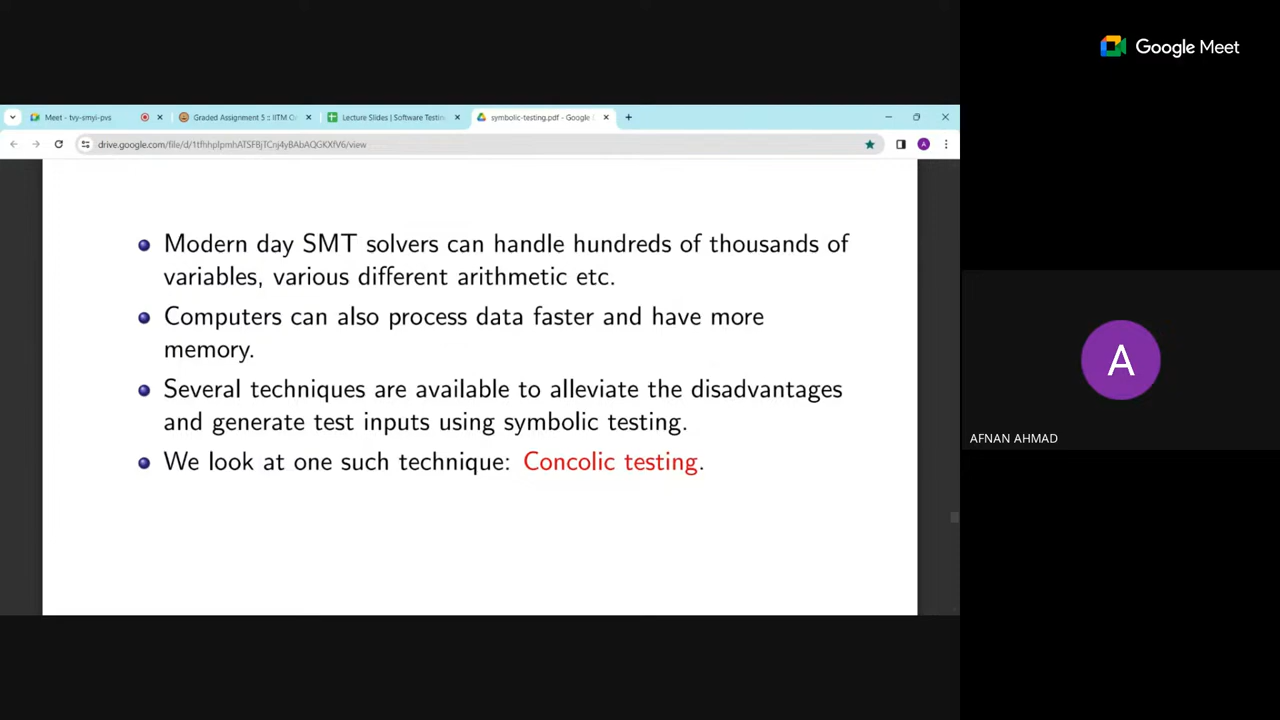 Google Meet
Meet - tvy-smyi-pvs
Graded Assignment 5 :: IITM O
Lecture Slides | Software Testin
symbolic-testing.pdf - Google
Modern day SMT solvers can handle hundreds of thousands of
variables, various different arithmetic etc.
Computers can also process data faster and have more
memory.
Several techniques are available to alleviate the disadvantages
and generate test inputs using symbolic testing.
We look at one such technique: Concolic testing.
A
AFNAN AHMAD